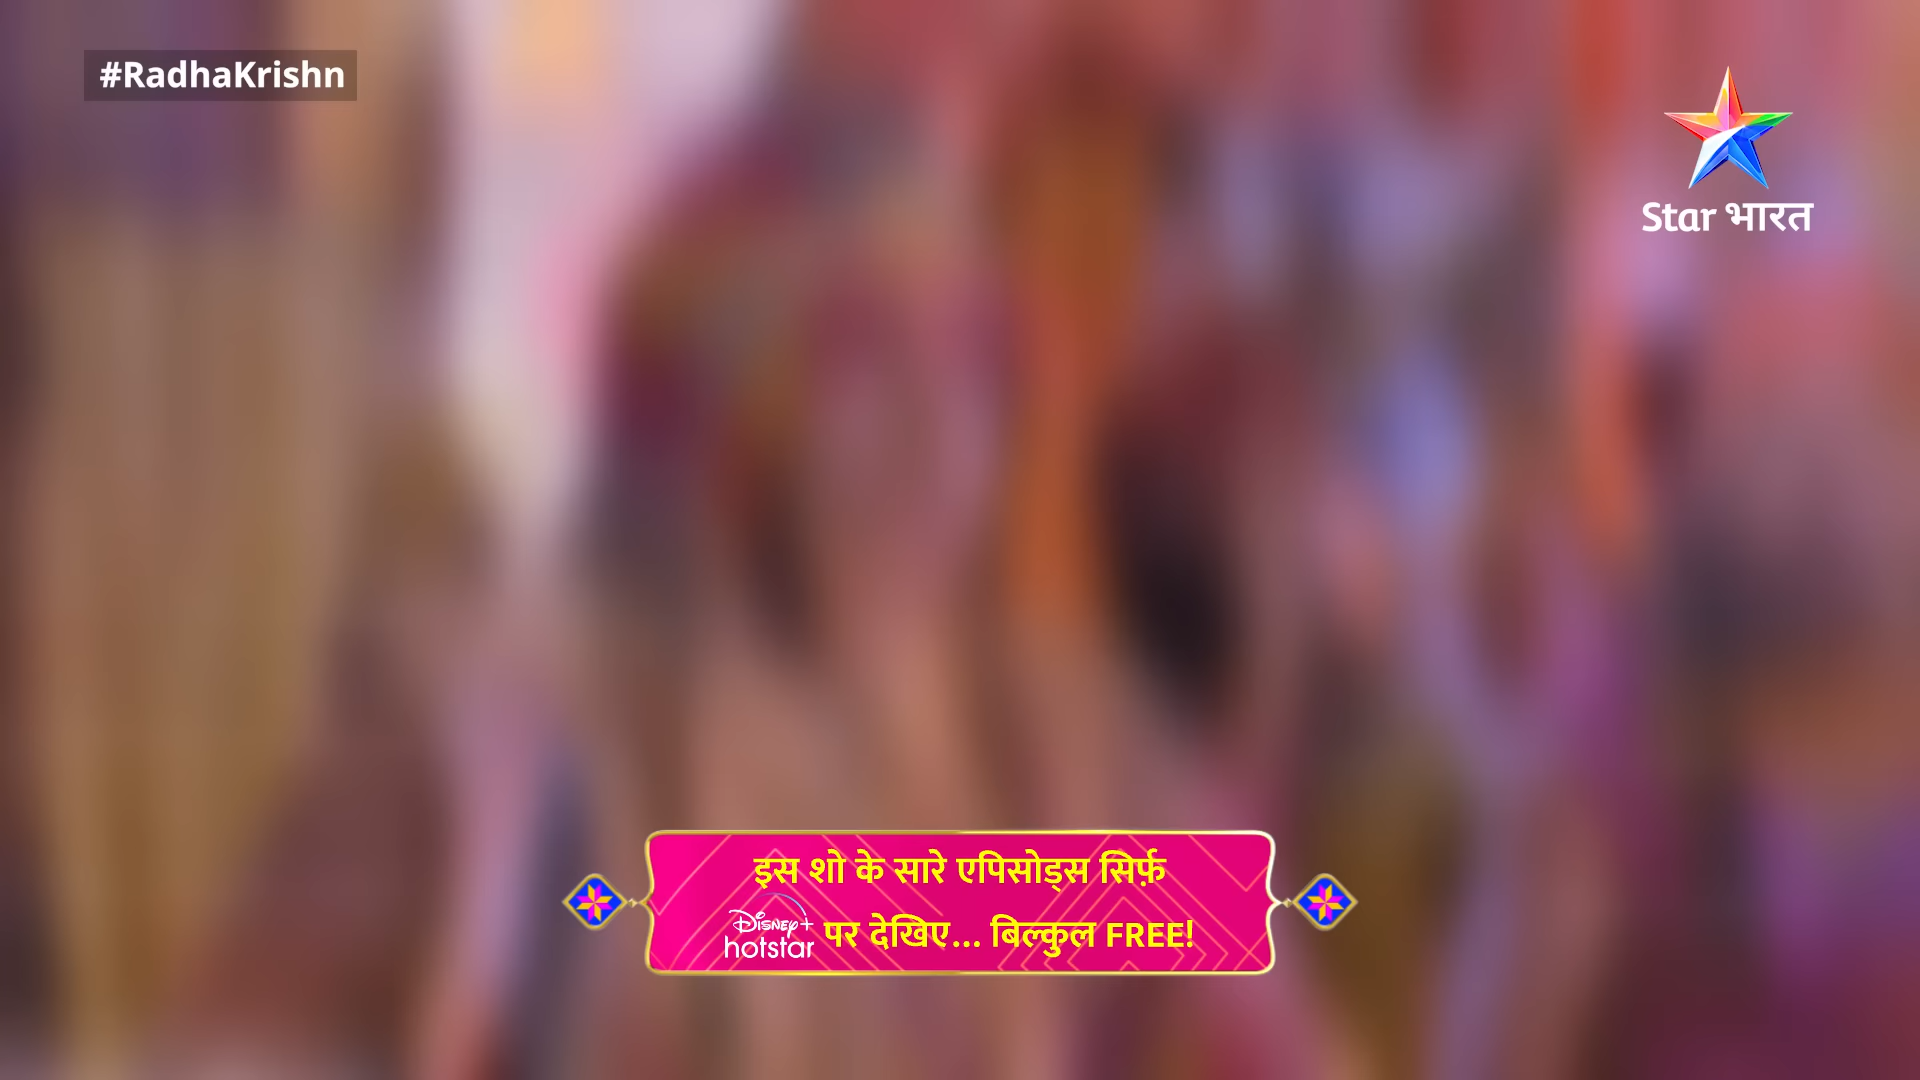 #RadhaKrishn
Star भारत
इस शो के सारे एपिसोड्स सिर्फ़
Disney+ hotstar पर देखिए... बिल्कुल FREE!